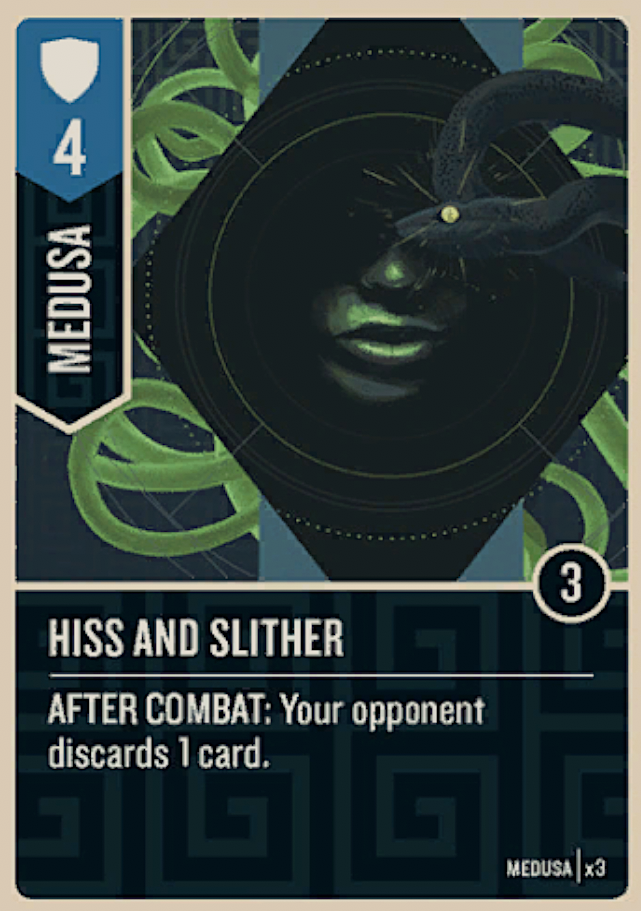 4
MEDUSA
3
HISS AND SLITHER
AFTER COMBAT: Your opponent
discards 1 card.
MEDUSA | x3